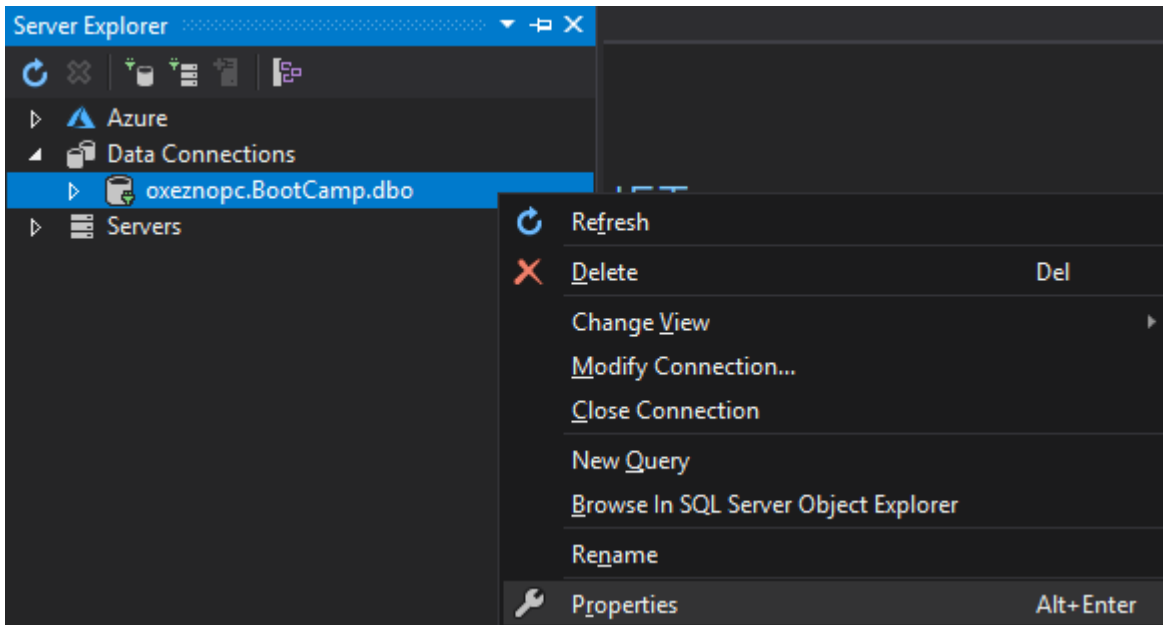 Server Explorer
Azure
Data Connections
oxeznopc.BootCamp.dbo
Servers
Refresh
Delete Del
Change View
Modify Connection...
Close Connection
New Query
Browse In SQL Server Object Explorer
Rename
Properties Alt+Enter